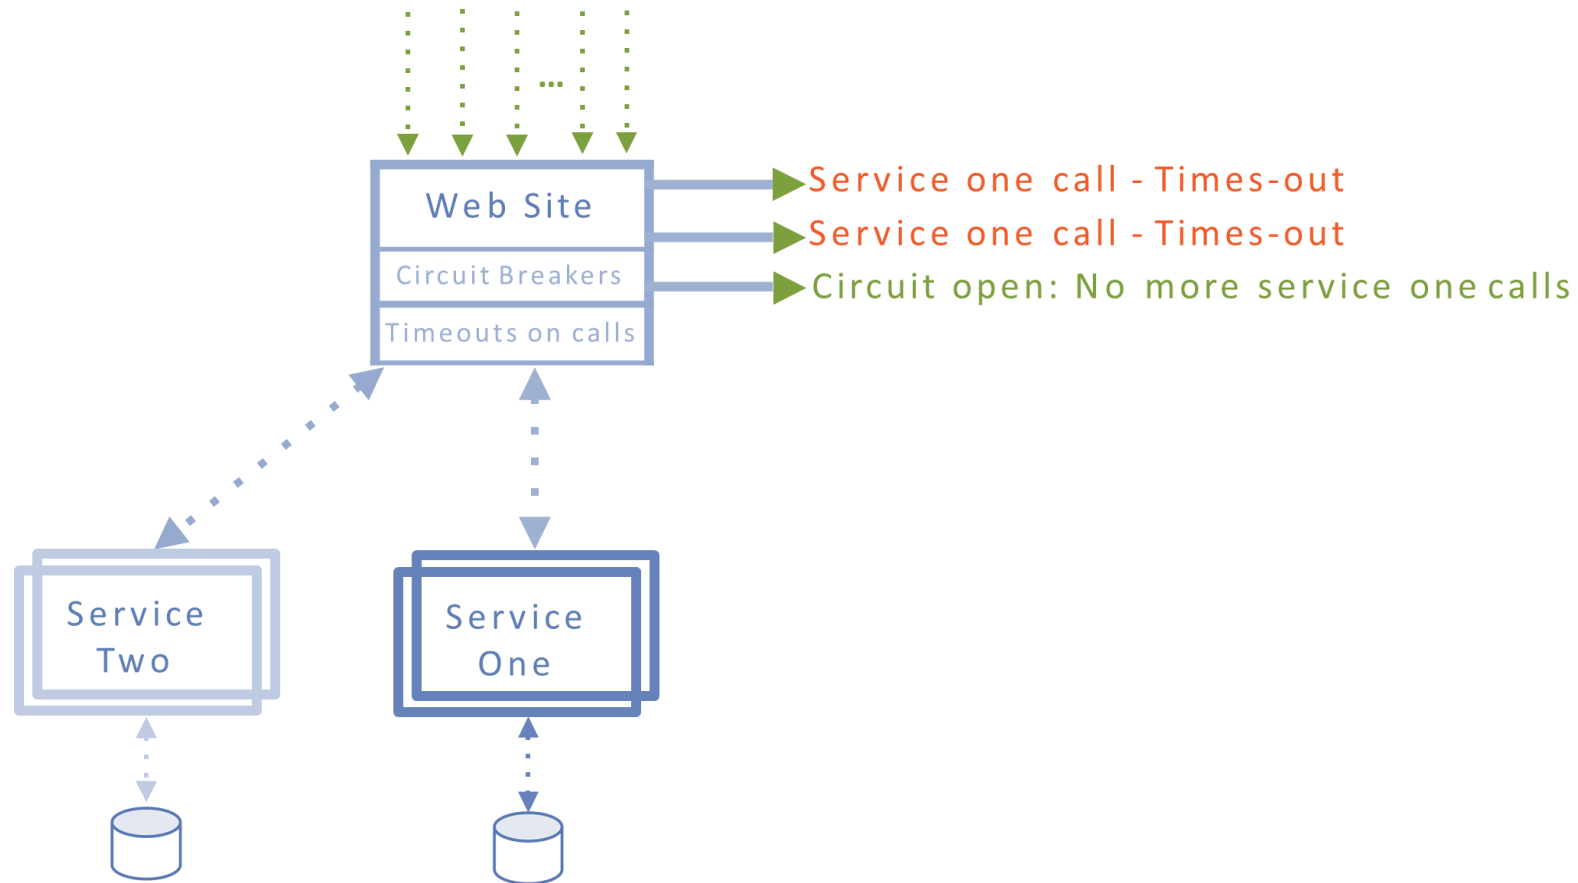 ...
Web Site
Service one call - Times-out
Service one call - Times-out
Circuit Breakers
Circuit open: No more service one calls
Timeouts on calls
Service
Two
Service
One